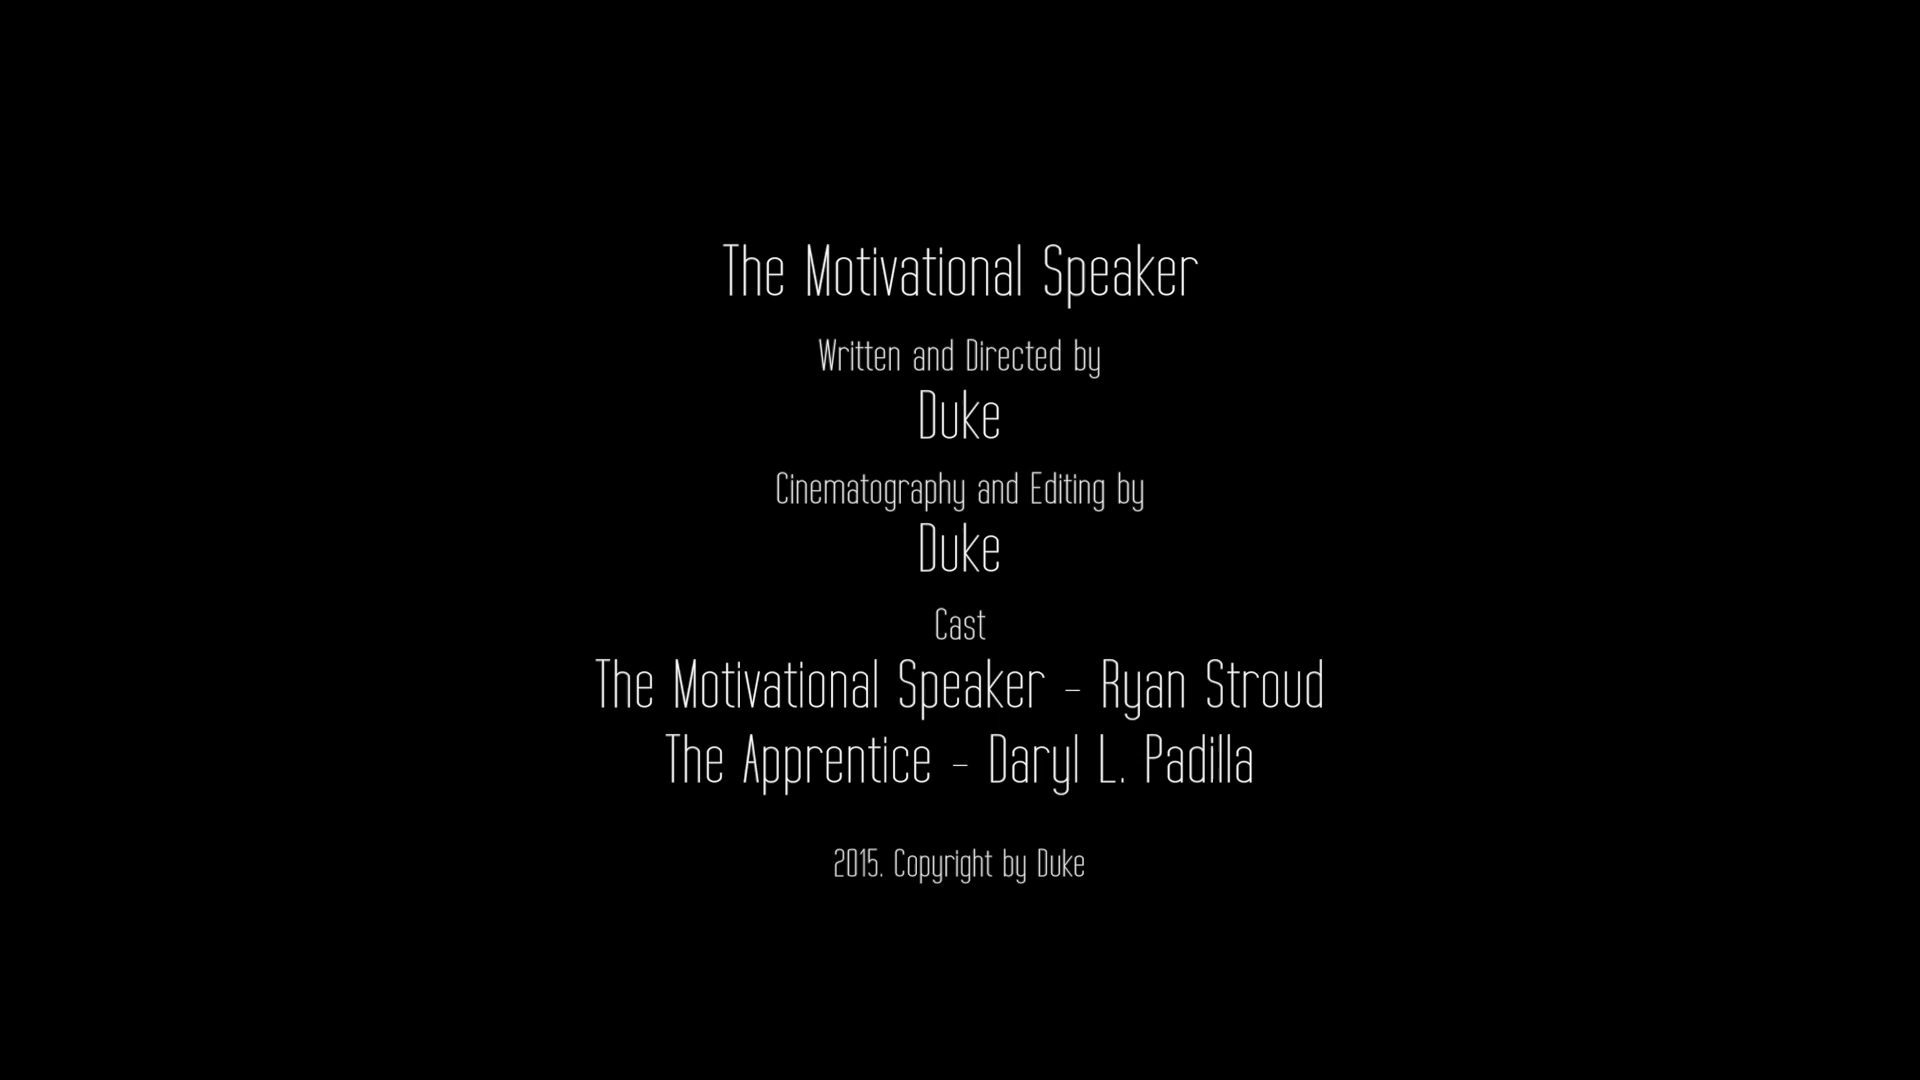 The Motivational Speaker
Written and Directed by
Duke
Cinematography and Editing by
Duke
Cast
The Motivational Speaker - Ryan Stroud
The Apprentice - Daryl L. Padilla
2015. Copyright by Duke